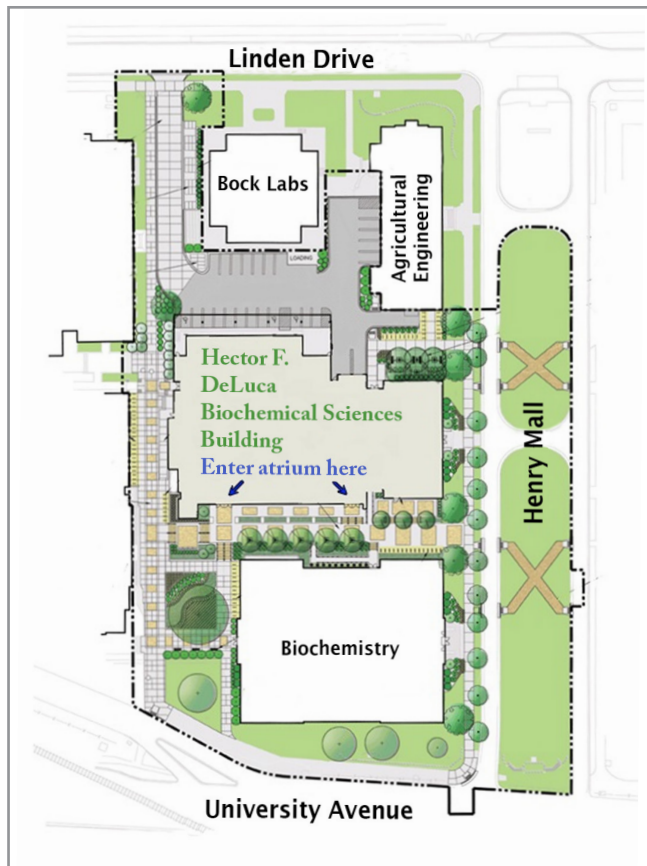 Linden Drive
Bock Labs
Agricultural
Engineering
LOADING
Hector F.
DeLuca
Biochemical Sciences
Building
Enter atrium here
Henry Mall
Biochemistry
University Avenue